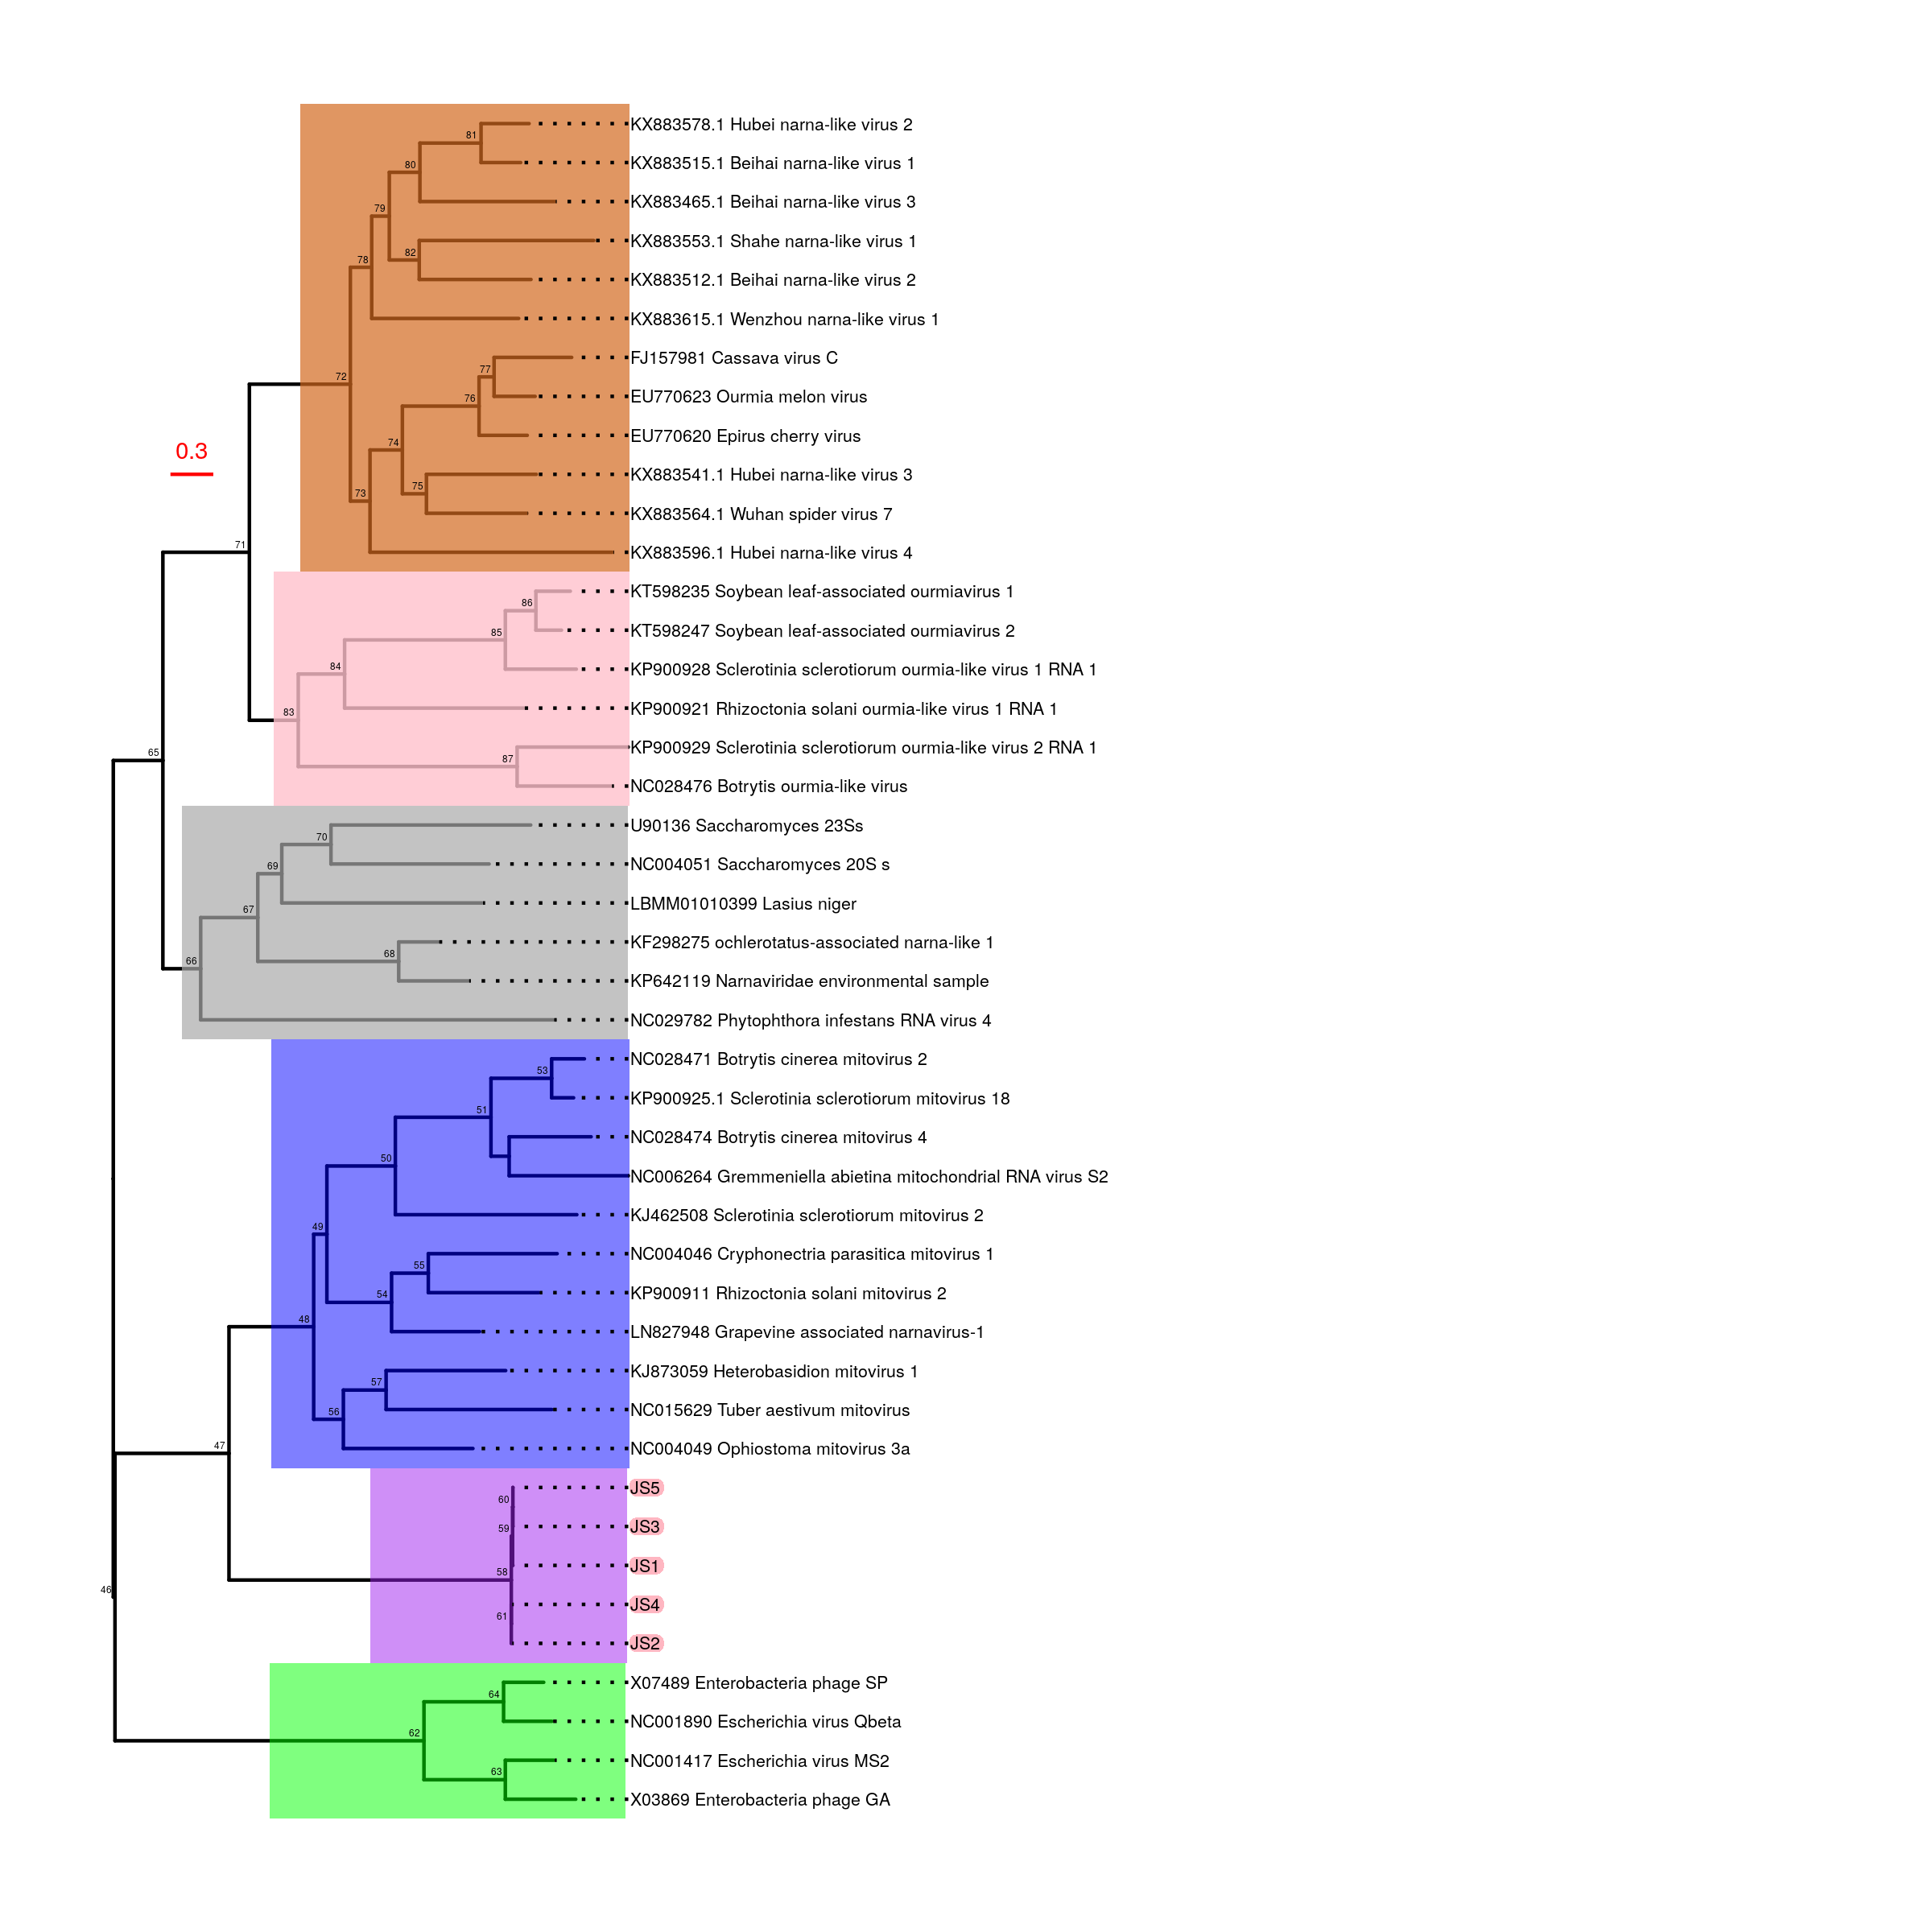 81
KX883578.1 Hubei narna-like virus 2
80
KX883515.1 Beihai narna-like virus 1
79
KX883465.1 Beihai narna-like virus 3
78
82
KX883553.1 Shahe narna-like virus 1
KX883512.1 Beihai narna-like virus 2
KX883615.1 Wenzhou narna-like virus 1
72
77
FJ157981 Cassava virus C
76
EU770623 Ourmia melon virus
74
EU770620 Epirus cherry virus
0.3
73
75
KX883541.1 Hubei narna-like virus 3
KX883564.1 Wuhan spider virus 7
71
KX883596.1 Hubei narna-like virus 4
86
KT598235 Soybean leaf-associated ourmiavirus 1
85
KT598247 Soybean leaf-associated ourmiavirus 2
84
KP900928 Sclerotinia sclerotiorum ourmia-like virus 1 RNA 1
83
KP900921 Rhizoctonia solani ourmia-like virus 1 RNA 1
65
87
KP900929 Sclerotinia sclerotiorum ourmia-like virus 2 RNA 1
NC028476 Botrytis ourmia-like virus
70
U90136 Saccharomyces 23Ss
69
NC004051 Saccharomyces 20S s
67
LBMM01010399 Lasius niger
68
KF298275 ochlerotatus-associated narna-like 1
66
KP642119 Narnaviridae environmental sample
NC029782 Phytophthora infestans RNA virus 4
53
NC028471 Botrytis cinerea mitovirus 2
51
KP900925.1 Sclerotinia sclerotiorum mitovirus 18
50
NC028474 Botrytis cinerea mitovirus 4
NC006264 Gremmeniella abietina mitochondrial RNA virus S2
49
KJ462508 Sclerotinia sclerotiorum mitovirus 2
55
NC004046 Cryphonectria parasitica mitovirus 1
54
KP900911 Rhizoctonia solani mitovirus 2
48
LN827948 Grapevine associated narnavirus-1
57
KJ873059 Heterobasidion mitovirus 1
56
NC015629 Tuber aestivum mitovirus
47
NC004049 Ophiostoma mitovirus 3a
60
JS5
59
JS3
58
JS1
46
61
JS4
JS2
64
X07489 Enterobacteria phage SP
62
NC001890 Escherichia virus Qbeta
63
NC001417 Escherichia virus MS2
X03869 Enterobacteria phage GA